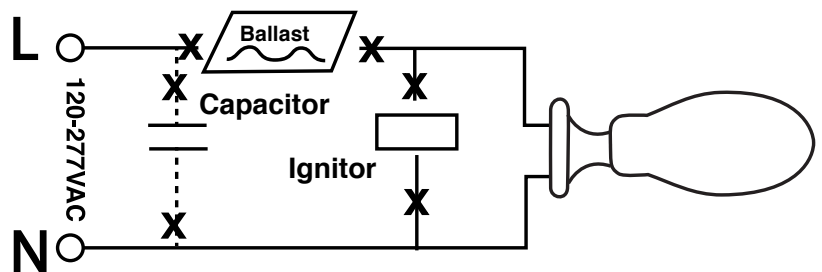 L
Ballast
X
X
X
X
Capacitor
120-277VAC
Ignitor
X
X
N